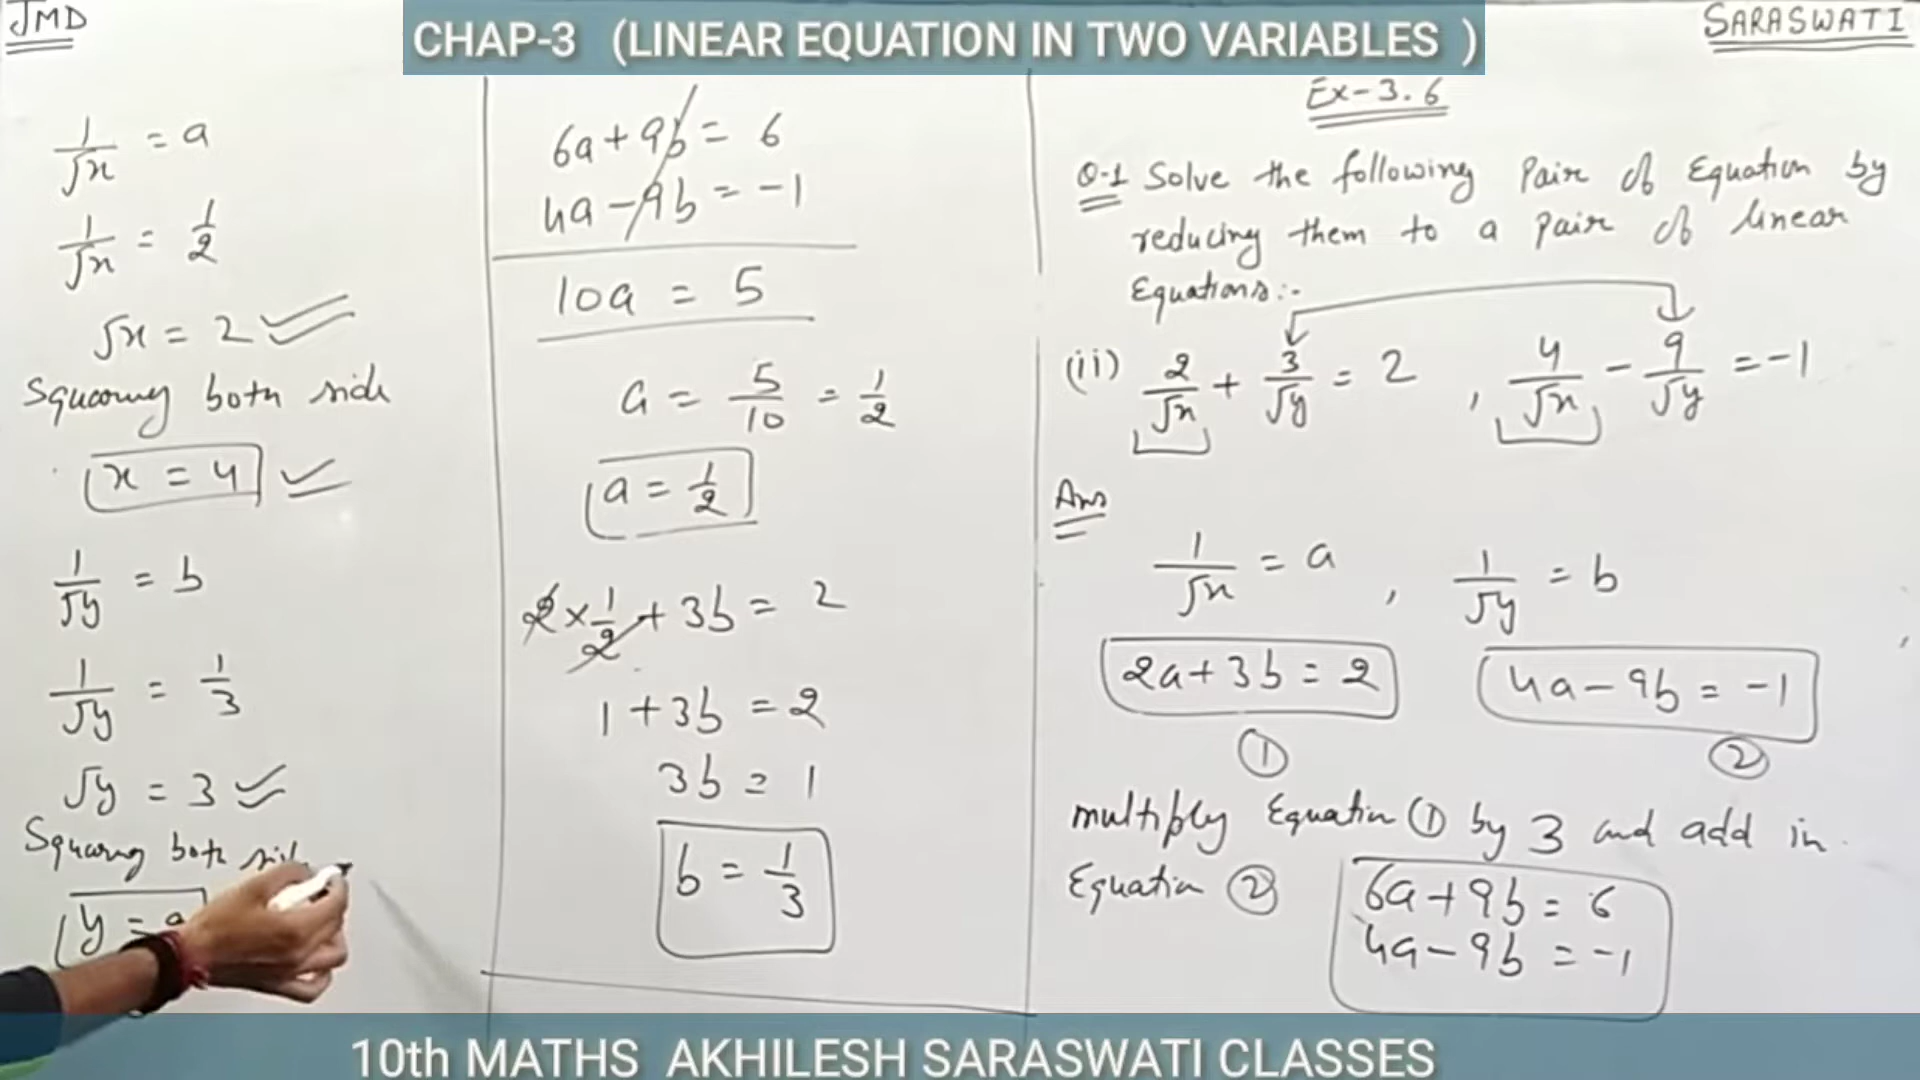 JMD
CHAP-3 (LINEAR EQUATION IN TWO VARIABLES )
SARASWATI
Ex-3.6
Q-1 Solve the following Pair of Equation by
reducing them to a pair of linear
Equations:-
(ii) 2/√x + 3/√y = 2 , 4/√x - 9/√y = -1
Ans
1/√x = a , 1/√y = b
2a+3b = 2 4a-9b = -1
① ②
multiply Equation ① by 3 and add in
Equation ② 6a+9b = 6
4a-9b = -1
6a+9b = 6
4a-9b = -1
10a = 5
a = 5/10 = 1/2
a = 1/2
2×1/2 + 3b = 2
1+3b = 2
3b = 1
b = 1/3
1/√x = a
1/√x = 1/2
√x = 2
Squaring both side
x = 4
1/√y = b
1/√y = 1/3
√y = 3
Squaring both
y =
10th MATHS AKHILESH SARASWATI CLASSES